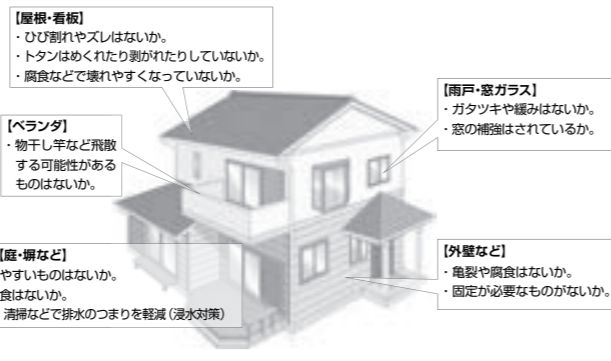 【屋根・看板】
・ひび割れやズレはないか。
・トタンはめくれたり剥がれたりしていないか。
・腐食などで壊れやすくなっていないか。
【雨戸・窓ガラス】
・ガタツキや緩みはないか。
・窓の補強はされているか。
【ベランダ】
・物干し竿など飛散
する可能性がある
ものはないか。
【庭・塀など】
やすいものはないか。
食はないか。
清掃などで排水のつまりを軽減（浸水対策）
【外壁など】
・亀裂や腐食はないか。
・固定が必要なものがないか。